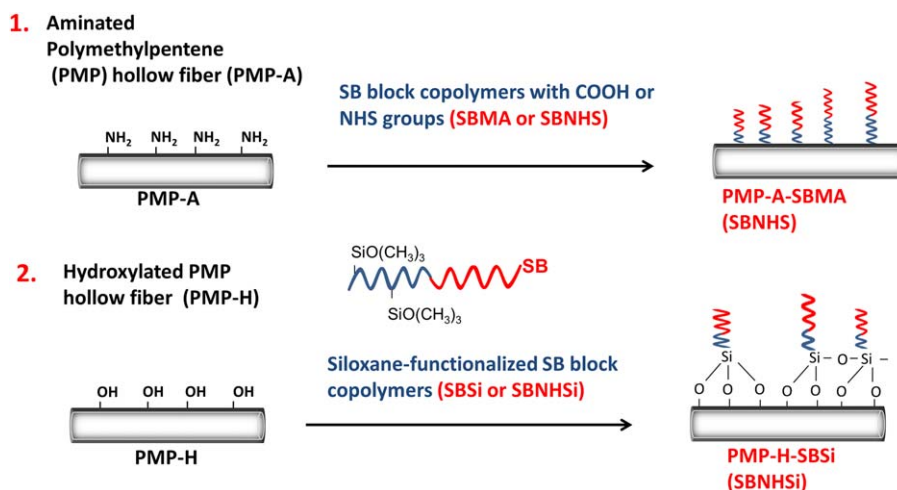 1. Aminated
Polymethylpentene
(PMP) hollow fiber (PMP-A)
NH2 NH2 NH2 NH2
PMP-A
SB block copolymers with COOH or
NHS groups (SBMA or SBNHS)
PMP-A-SBMA
(SBNHS)
2. Hydroxylated PMP
hollow fiber (PMP-H)
OH OH OH OH
PMP-H
SiO(CH3)3
SB
SiO(CH3)3
Siloxane-functionalized SB block
copolymers (SBSi or SBNHSi)
Si Si – O – Si –
O O O O O O O
PMP-H-SBSi
(SBNHSi)